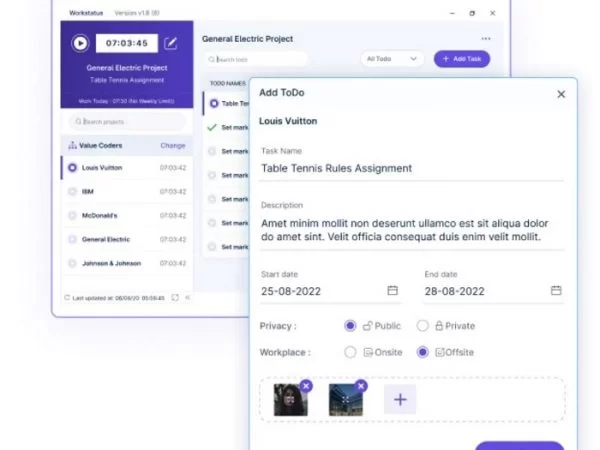 Workstatus Version v1.8 (8)
07:03:45
General Electric Project
Table Tennis Assignment
Work Today : 07:30 (No Weekly Limit)
Search projects
Value Coders Change
Louis Vuitton 07:03:42
IBM 07:03:42
McDonald's 07:03:42
General Electric 07:03:42
Johnson & Johnson 07:03:42
Last updated at: 06/08/20 05:59:45
General Electric Project
Search todo
All Todo
+ Add Task
TODO NAMES
Table Ten
Set mark
Set mark
Set mark
Set mark
Set mark
Set mark
Add ToDo
Louis Vuitton
Task Name
Table Tennis Rules Assignment
Description
Amet minim mollit non deserunt ullamco est sit aliqua dolor
do amet sint. Velit officia consequat duis enim velit mollit.
Start date End date
25-08-2022 28-08-2022
Privacy : Public Private
Workplace : Onsite Offsite